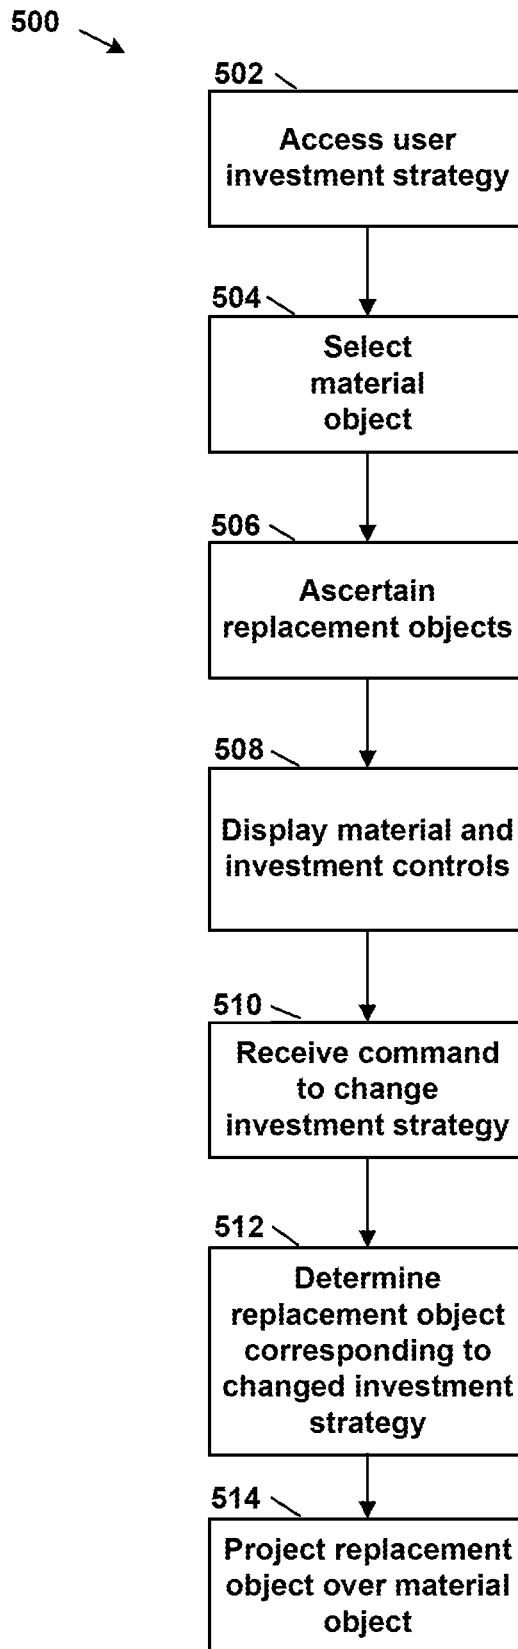 500
502
Access user
investment strategy
504
Select
material
object
506
Ascertain
replacement objects
508
Display material and
investment controls
510
Receive command
to change
investment strategy
512
Determine
replacement object
corresponding to
changed investment
strategy
514
Project replacement
object over material
object